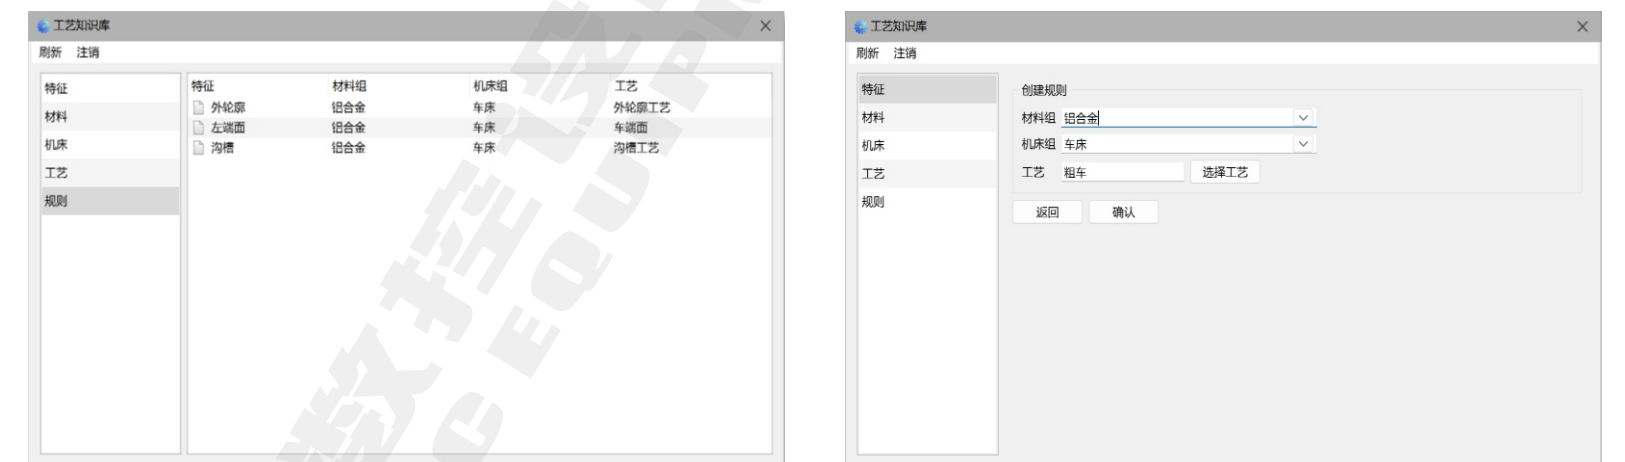 工艺知识库
刷新 注销
特征
材料
机床
工艺
规则
特征 材料组 机床组 工艺
外轮廓 铝合金 车床 外轮廓工艺
左端面 铝合金 车床 车端面
沟槽 铝合金 车床 沟槽工艺
工艺知识库
刷新 注销
特征
材料
机床
工艺
规则
创建规则
材料组 铝合金
机床组 车床
工艺 粗车 选择工艺
返回 确认
数控设
C EQUIPM